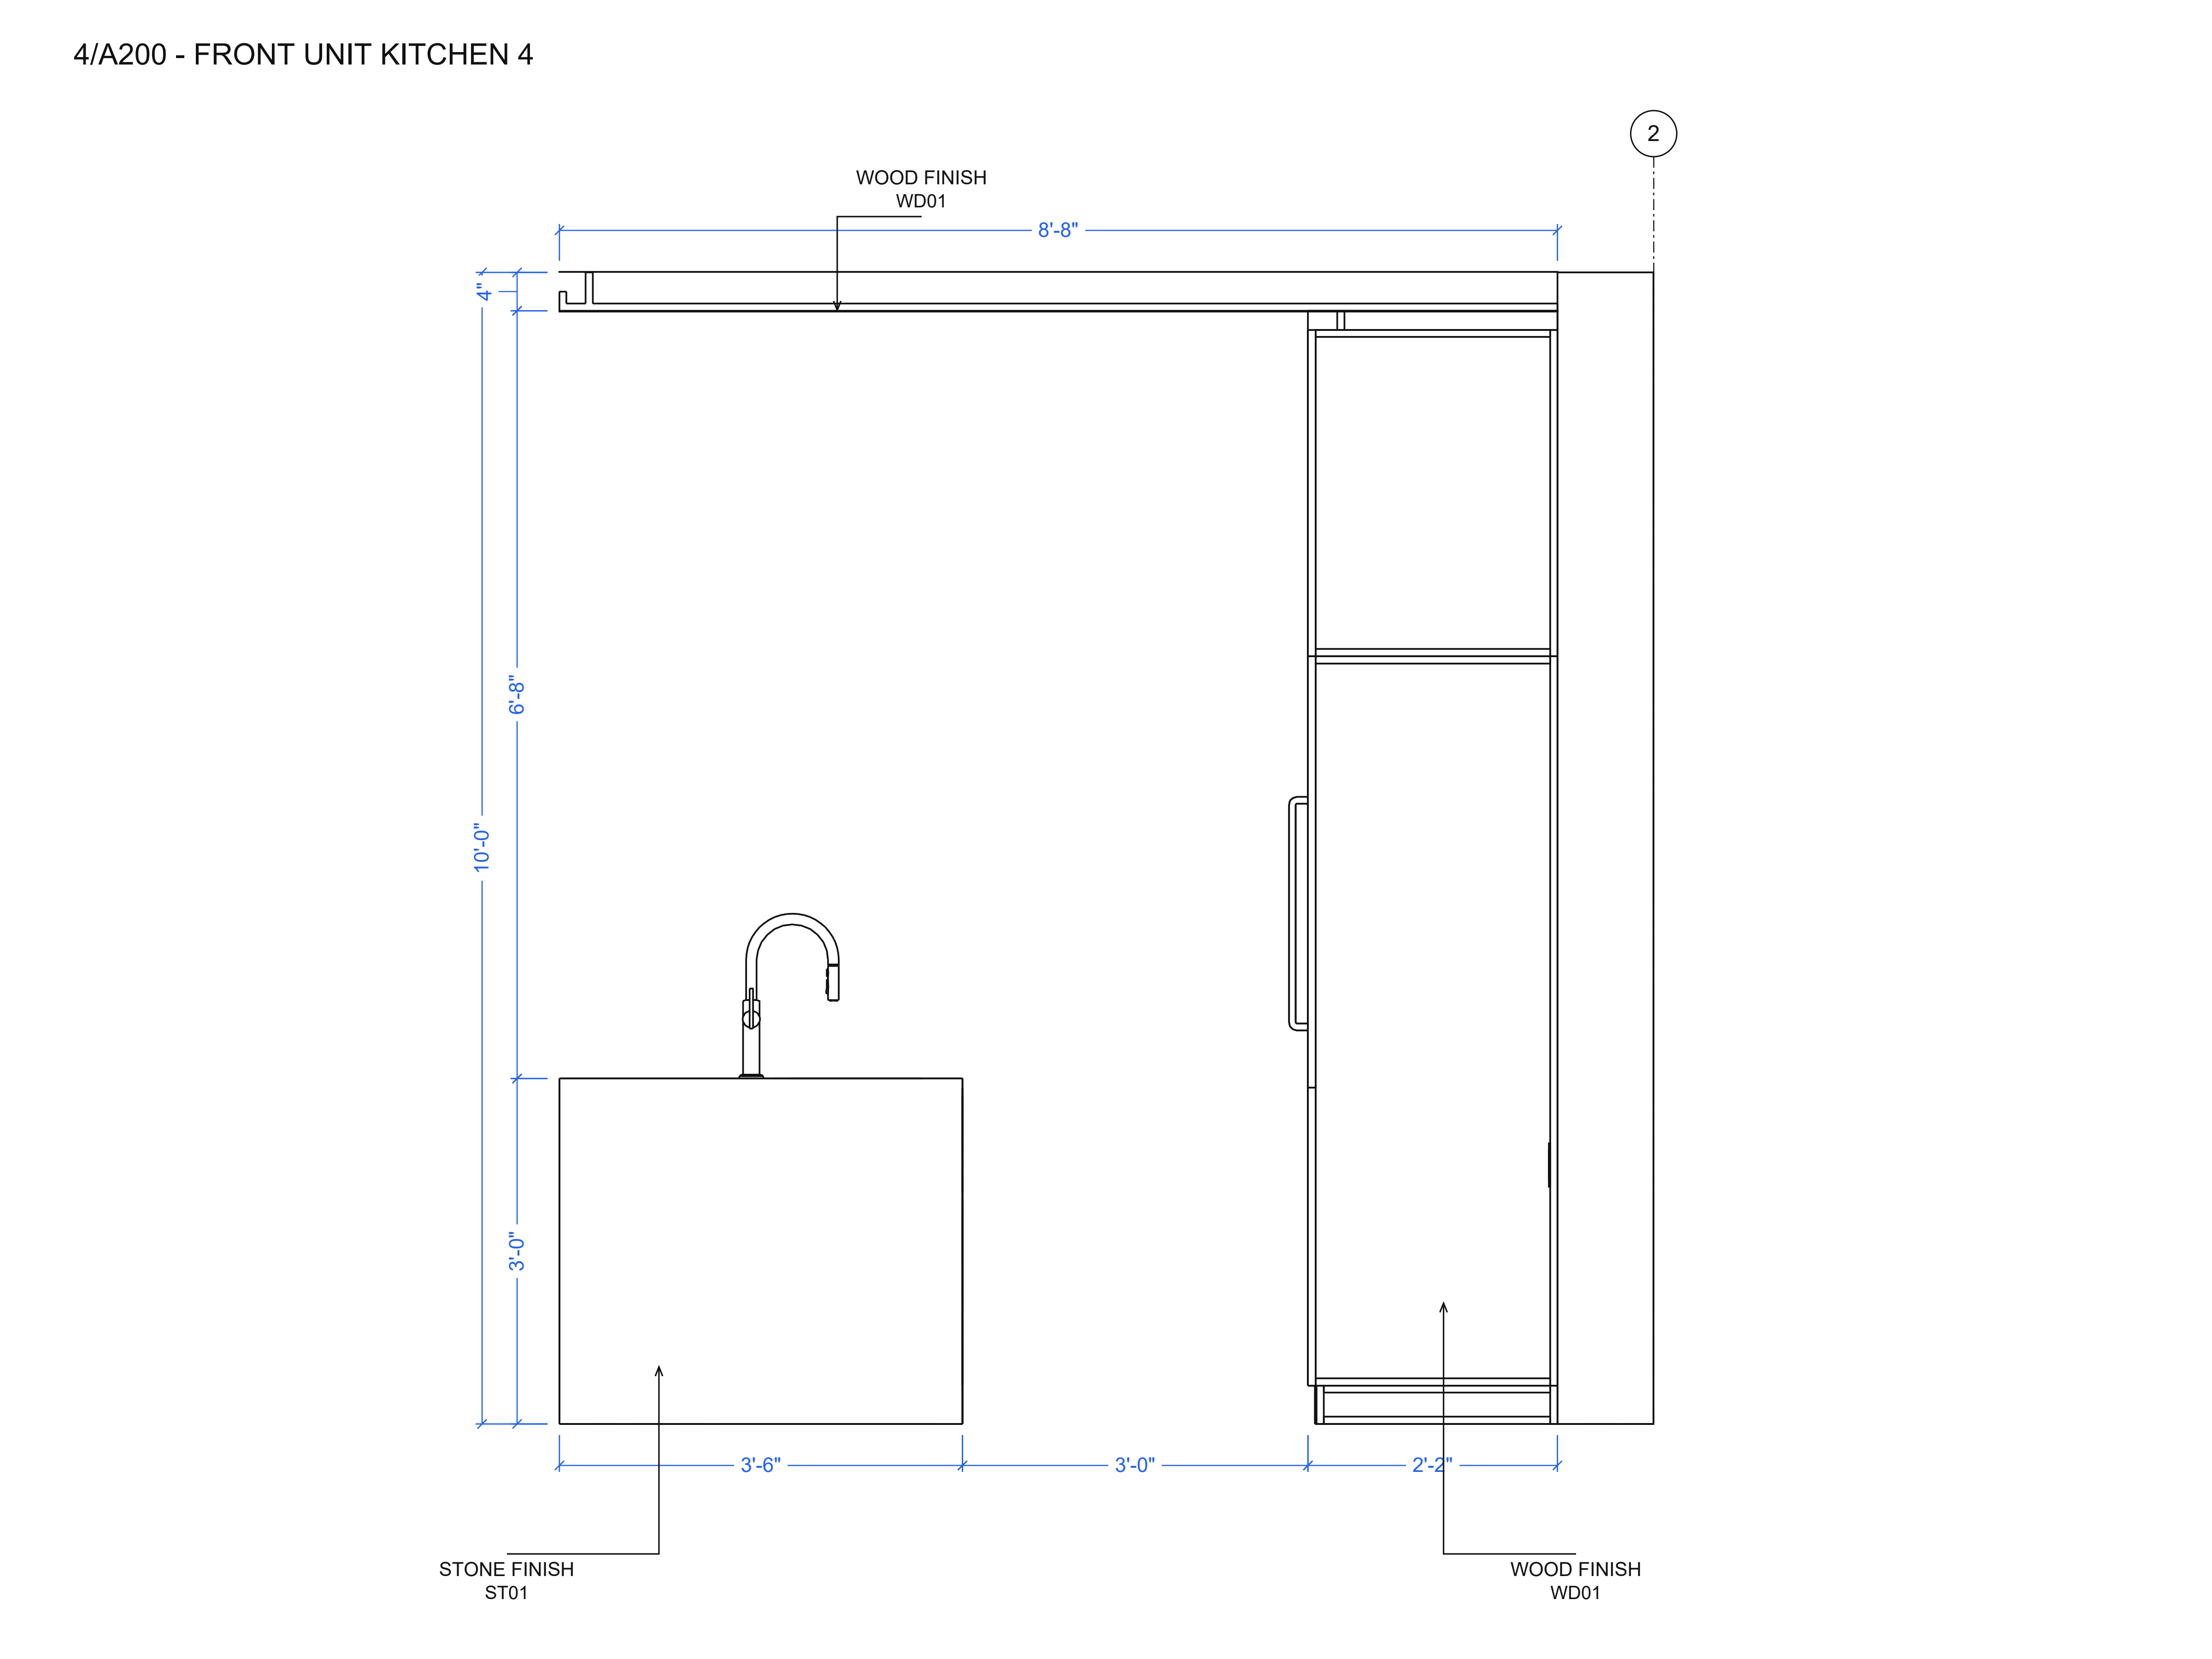 4/A200 - FRONT UNIT KITCHEN 4
2
WOOD FINISH
WD01
8'-8"
4"
6'-8"
10'-0"
3'-0"
3'-6"
3'-0"
2'-2"
STONE FINISH
ST01
WOOD FINISH
WD01